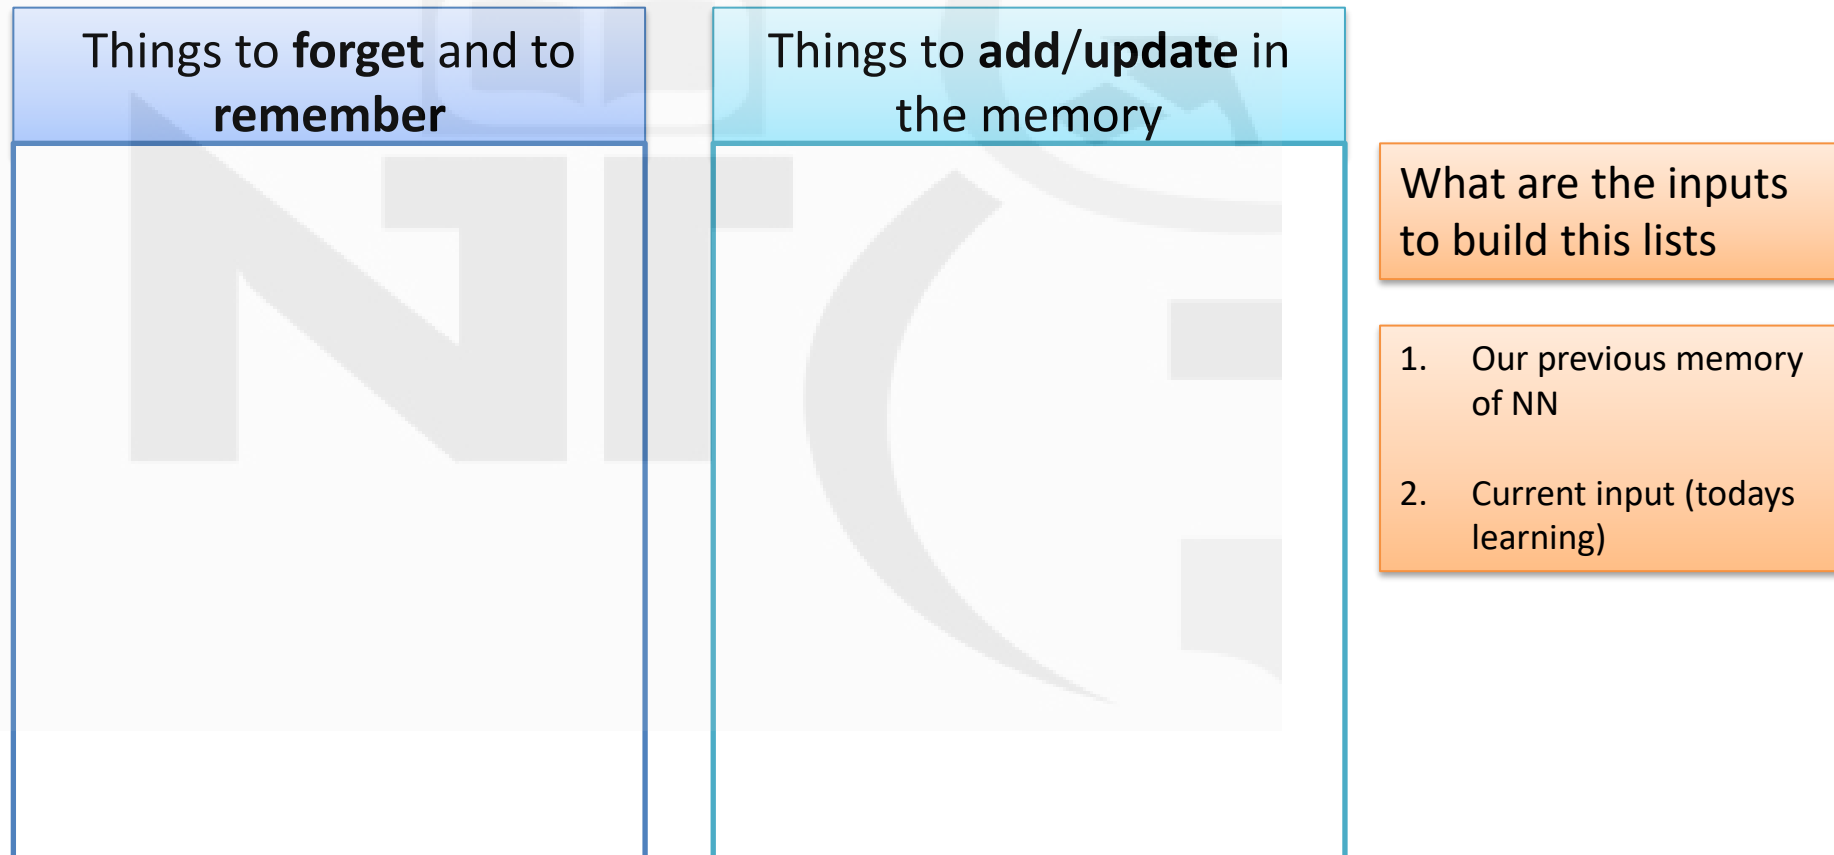 Things to forget and to
remember
Things to add/update in
the memory
What are the inputs
to build this lists
1. Our previous memory
of NN
2. Current input (todays
learning)